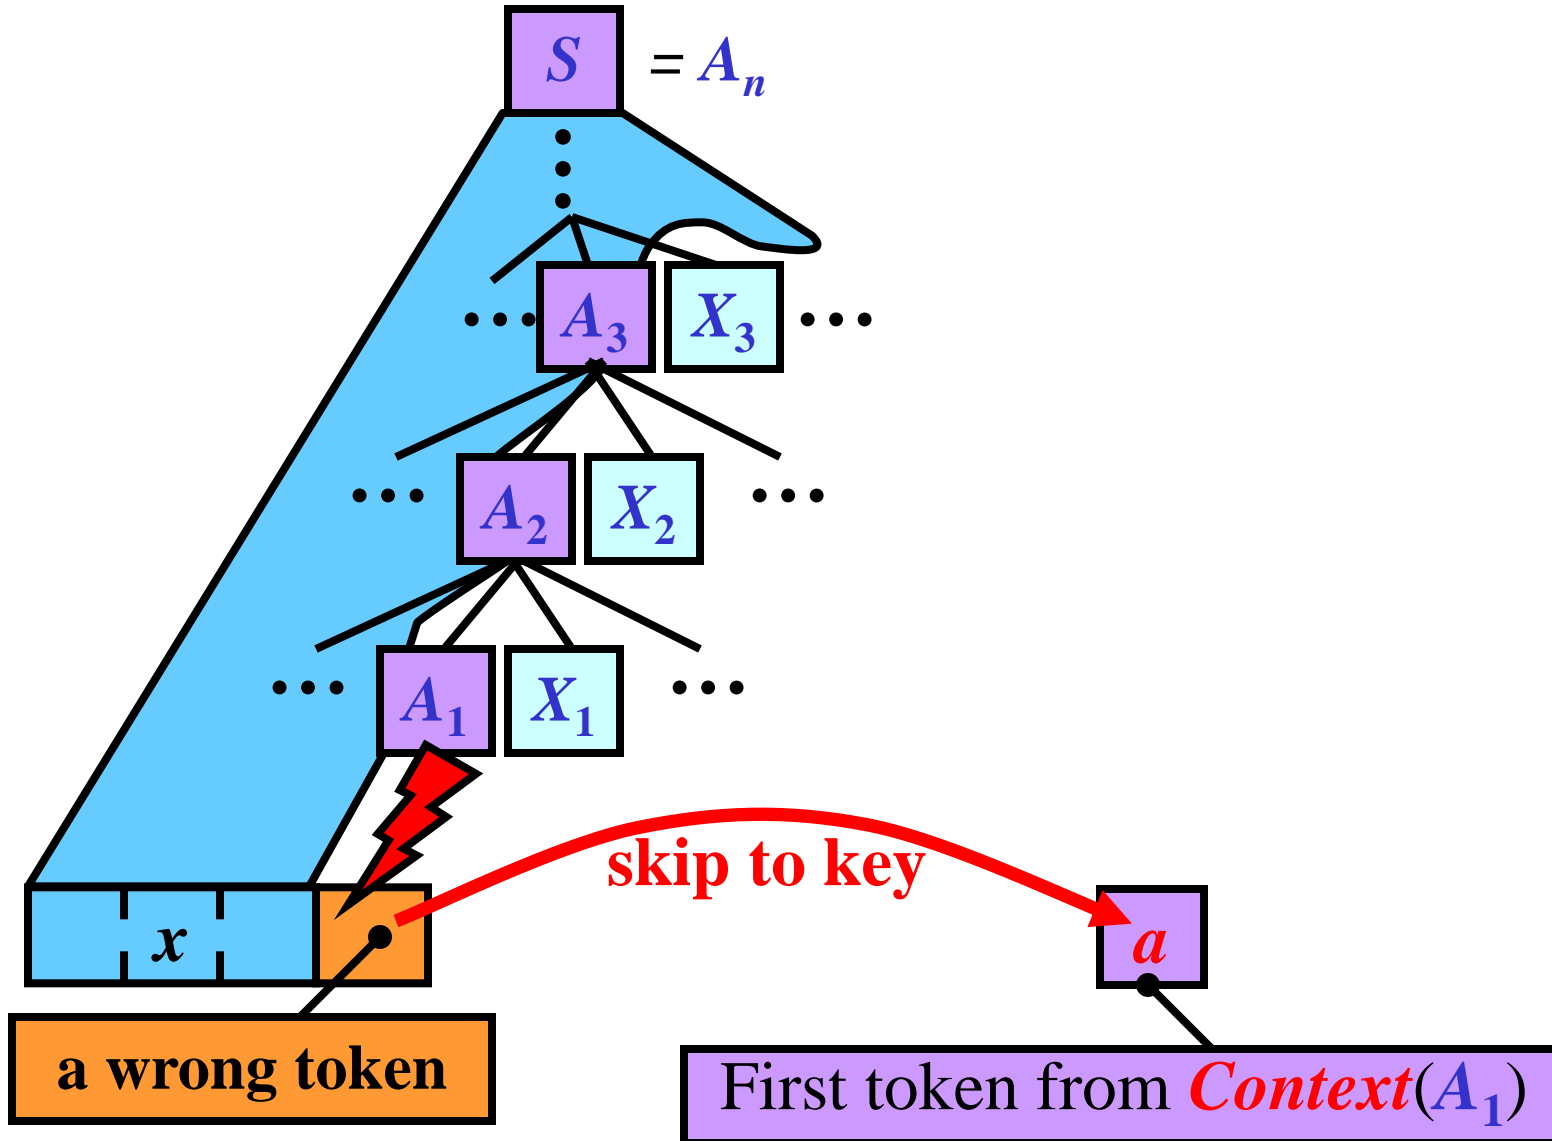 S = Aₙ
••• A₃ X₃ •••
••• A₂ X₂ •••
••• A₁ X₁ •••
skip to key
x
a
a wrong token
First token from Context(A₁)